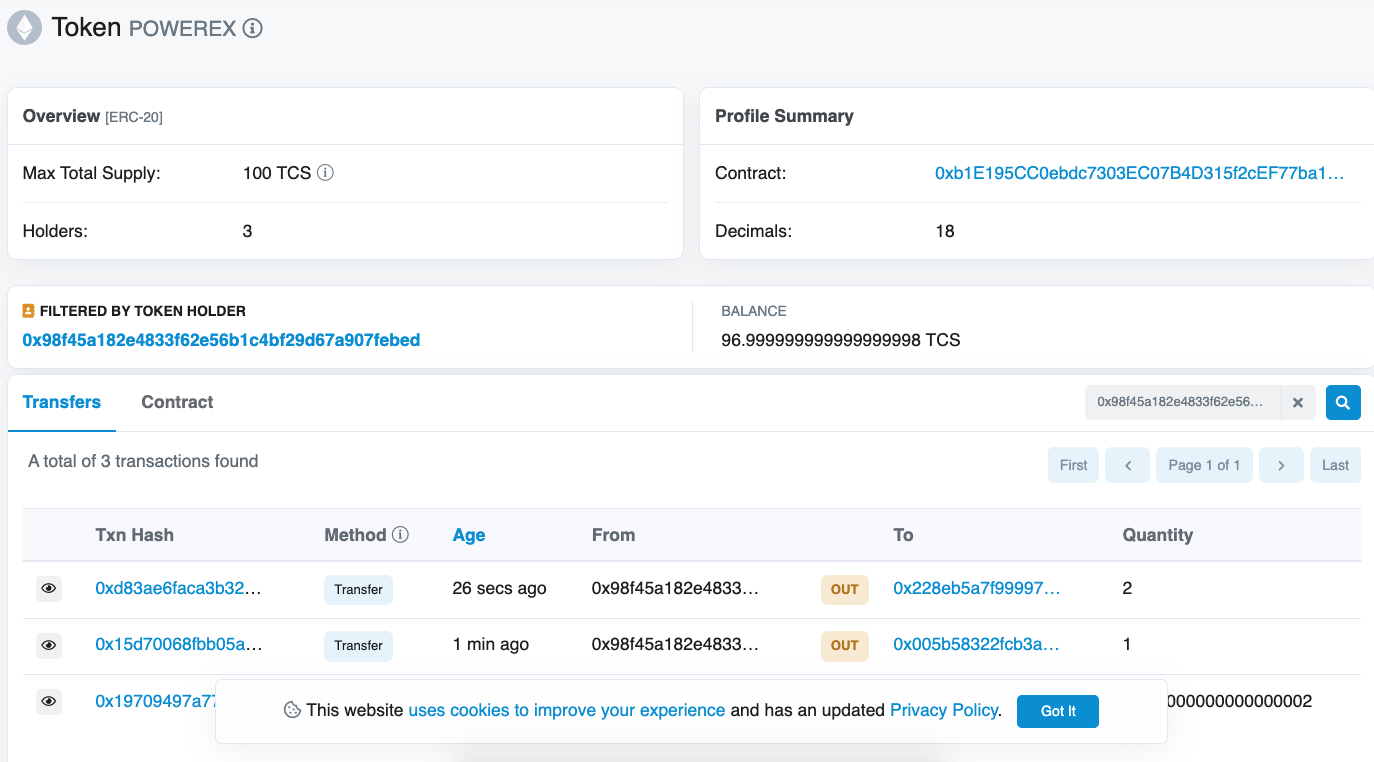 Token POWEREX
Overview [ERC-20]
Max Total Supply: 100 TCS
Holders: 3
Profile Summary
Contract: 0xb1E195CC0ebdc7303EC07B4D315f2cEF77ba1...
Decimals: 18
FILTERED BY TOKEN HOLDER
0x98f45a182e4833f62e56b1c4bf29d67a907febed
BALANCE
96.999999999999999998 TCS
Transfers Contract
0x98f45a182e4833f62e56...
A total of 3 transactions found
First Page 1 of 1 Last
Txn Hash Method Age From To Quantity
0xd83ae6faca3b32... Transfer 26 secs ago 0x98f45a182e4833... OUT 0x228eb5a7f99997... 2
0x15d70068fbb05a... Transfer 1 min ago 0x98f45a182e4833... OUT 0x005b58322fcb3a... 1
This website uses cookies to improve your experience and has an updated Privacy Policy. Got It